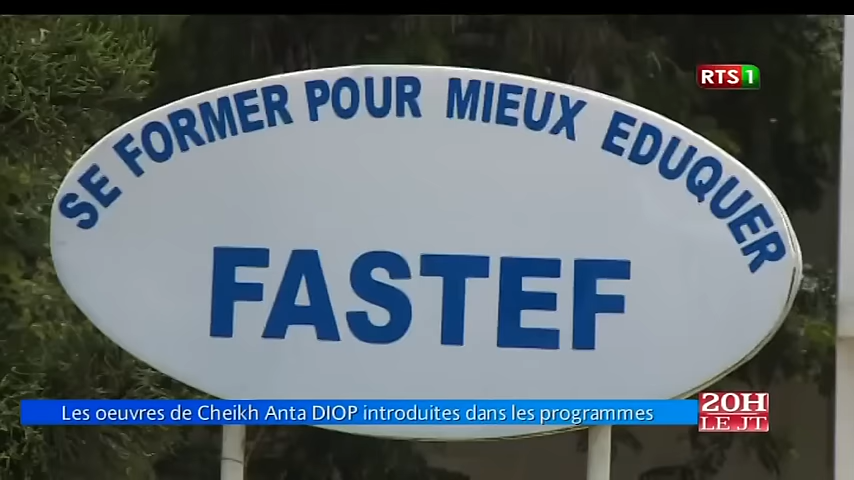 RTS1
SE FORMER POUR MIEUX EDUQUER
FASTEF
Les oeuvres de Cheikh Anta DIOP introduites dans les programmes
20H
LE JT